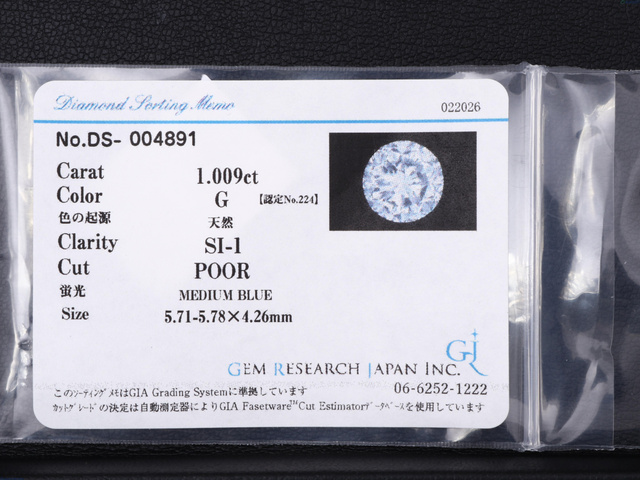 Diamond Sorting Memo
022026
No.DS- 004891
Carat 1.009ct
Color G 【認定No.224】
色の起源 天然
Clarity SI-1
Cut POOR
蛍光 MEDIUM BLUE
Size 5.71-5.78×4.26mm
GJ
GEM RESEARCH JAPAN INC.
06-6252-1222
このソーティングメモはGIA Grading Systemに準拠しています
カットグレードの決定は自動測定器によりGIA Fasetware™Cut Estimatorデータベースを使用しています